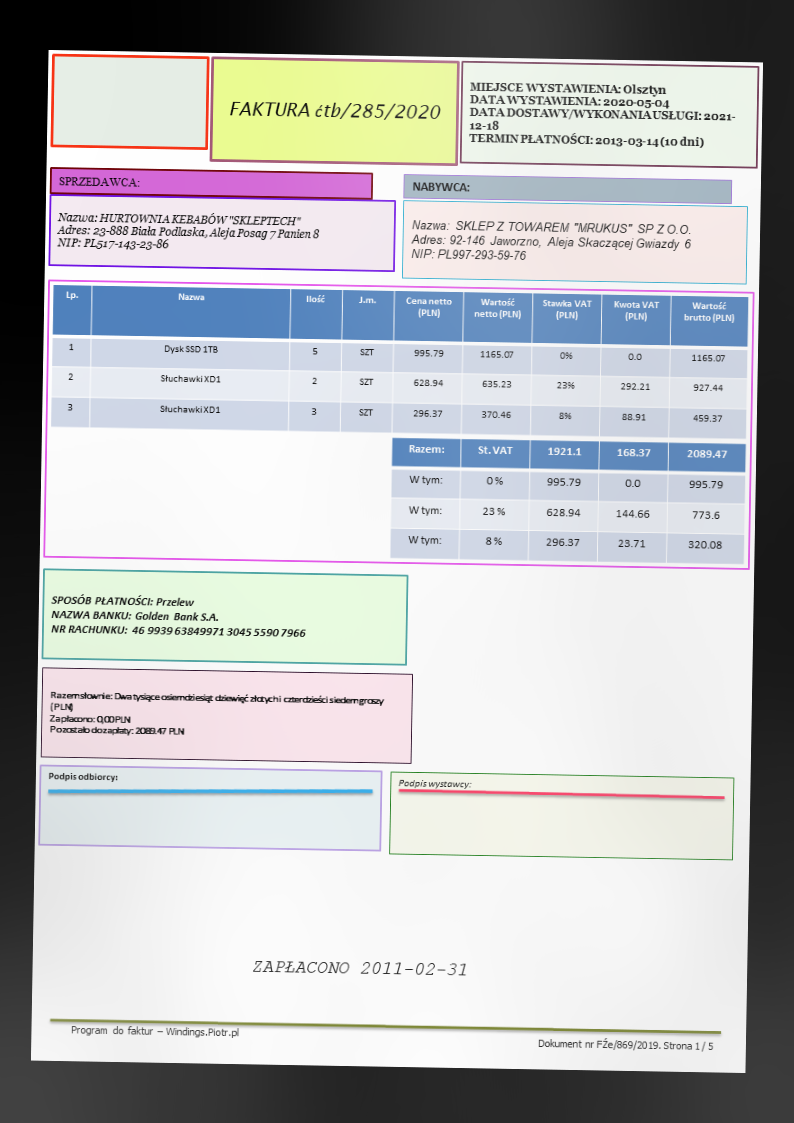 FAKTURA ćtb/285/2020
MIEJSCE WYSTAWIENIA: Olsztyn
DATA WYSTAWIENIA: 2020-05-04
DATA DOSTAWY/WYKONANIA USŁUGI: 2021-
12-18
TERMIN PŁATNOŚCI: 2013-03-14 (10 dni)
SPRZEDAWCA:
Nazwa: HURTOWNIA KEBABÓW "SKLEPTECH"
Adres: 23-888 Biała Podlaska, Aleja Posag 7 Panien 8
NIP: PL517-143-23-86
NABYWCA:
Nazwa: SKLEP Z TOWAREM "MRUKUS" SP Z O.O.
Adres: 92-146 Jaworzno, Aleja Skaczącej Gwiazdy 6
NIP: PL997-293-59-76
Lp. Nazwa Ilość J.m. Cena netto (PLN) Wartość netto (PLN) Stawka VAT (PLN) Kwota VAT (PLN) Wartość brutto (PLN)
1 Dysk SSD 1TB 5 SZT 995.79 1165.07 0% 0.0 1165.07
2 Słuchawki XD1 2 SZT 628.94 635.23 23% 292.21 927.44
3 Słuchawki XD1 3 SZT 296.37 370.46 8% 88.91 459.37
Razem: St. VAT 1921.1 168.37 2089.47
W tym: 0 % 995.79 0.0 995.79
W tym: 23 % 628.94 144.66 773.6
W tym: 8 % 296.37 23.71 320.08
SPOSÓB PŁATNOŚCI: Przelew
NAZWA BANKU: Golden Bank S.A.
NR RACHUNKU: 46 9939 63849971 3045 5590 7966
Razem słownie: Dwa tysiące osiemdziesiąt dziewięć złotych i czterdzieści siedem groszy
(PLN)
Zapłacono: 0,00 PLN
Pozostało do zapłaty: 2089.47 PLN
Podpis odbiorcy:
Podpis wystawcy:
ZAPŁACONO 2011-02-31
Program do faktur – Windings.Piotr.pl
Dokument nr FŹe/869/2019. Strona 1 / 5